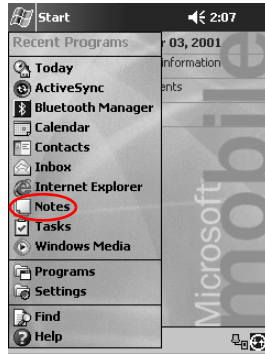 Start 2:07
Recent Programs r 03, 2001
Today nformation
ActiveSync ents
Bluetooth Manager
Calendar
Contacts
Inbox
Internet Explorer
Notes
Tasks
Windows Media
Programs
Settings
Find
Help
Microsoft
mobile